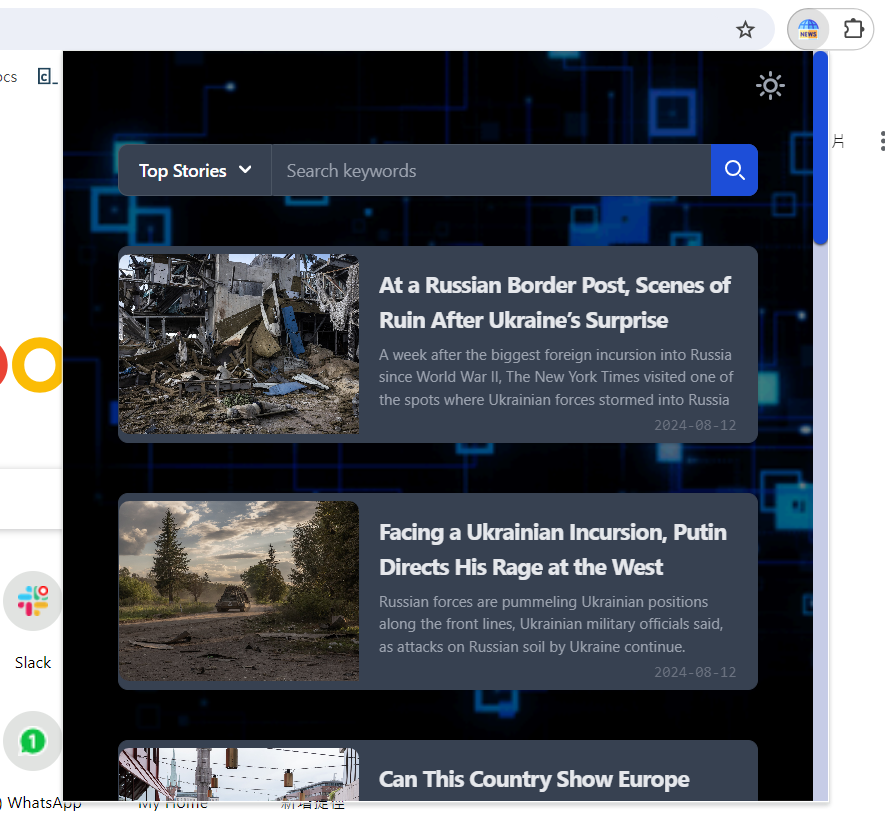 NEWS
ocs
片
Top Stories
Search keywords
At a Russian Border Post, Scenes of
Ruin After Ukraine’s Surprise
A week after the biggest foreign incursion into Russia
since World War II, The New York Times visited one of
the spots where Ukrainian forces stormed into Russia
2024-08-12
Facing a Ukrainian Incursion, Putin
Directs His Rage at the West
Russian forces are pummeling Ukrainian positions
along the front lines, Ukrainian military officials said,
as attacks on Russian soil by Ukraine continue.
2024-08-12
Slack
1
Can This Country Show Europe
) WhatsApp
My Home
新增捷徑